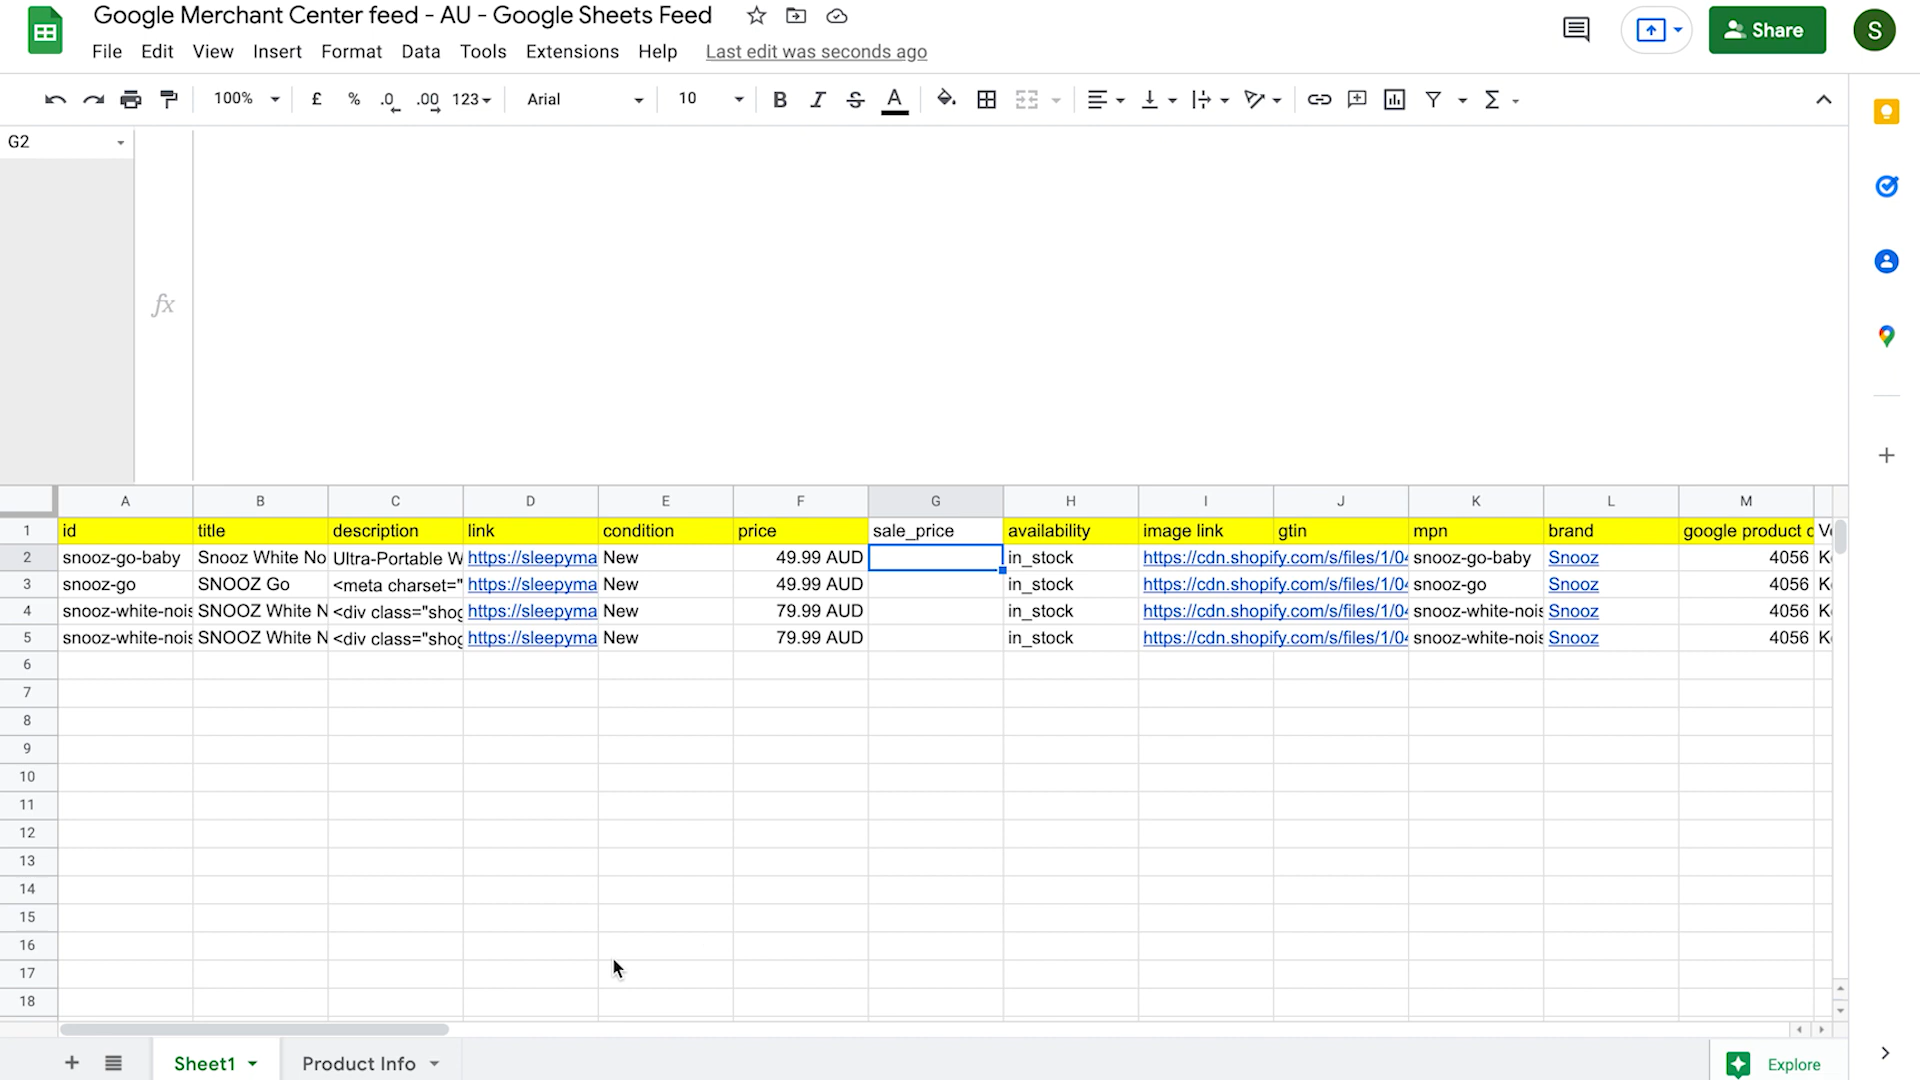 Google Merchant Center feed - AU - Google Sheets Feed
File Edit View Insert Format Data Tools Extensions Help Last edit was seconds ago
Share
S
100% £ % .0 .00 123 Arial 10 B I S A Σ
G2
fx
A B C D E F G H I J K L M
1 id title description link condition price sale_price availability image link gtin mpn brand google product c
2 snooz-go-baby Snooz White No Ultra-Portable W https://sleepyma New 49.99 AUD in_stock https://cdn.shopify.com/s/files/1/04 snooz-go-baby Snooz 4056 K
3 snooz-go SNOOZ Go <meta charset=" https://sleepyma New 49.99 AUD in_stock https://cdn.shopify.com/s/files/1/04 snooz-go Snooz 4056 K
4 snooz-white-nois SNOOZ White N <div class="shog https://sleepyma New 79.99 AUD in_stock https://cdn.shopify.com/s/files/1/04 snooz-white-nois Snooz 4056 K
5 snooz-white-nois SNOOZ White N <div class="shog https://sleepyma New 79.99 AUD in_stock https://cdn.shopify.com/s/files/1/04 snooz-white-nois Snooz 4056 K
6
7
8
9
10
11
12
13
14
15
16
17
18
Sheet1 Product Info Explore